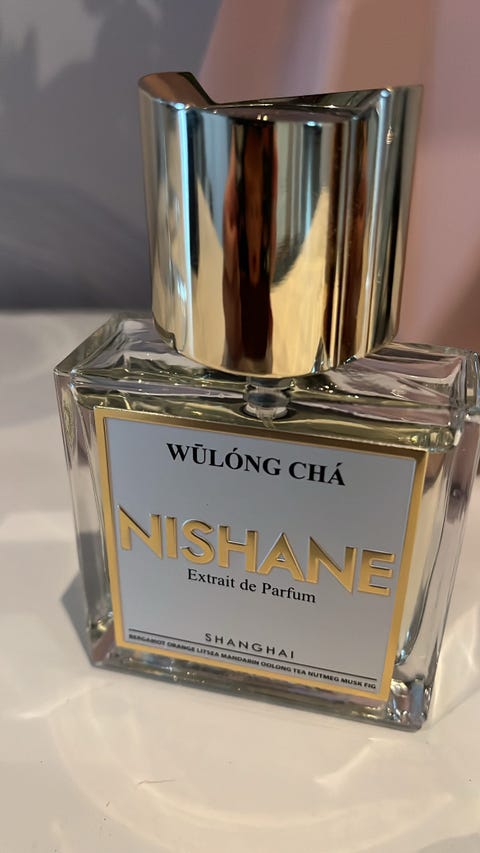 WŪLÓNG CHÁ
NISHANE
Extrait de Parfum
SHANGHAI
BERGAMOT ORANGE LITSEA MANDARIN OOLONG TEA NUTMEG MUSK FIG